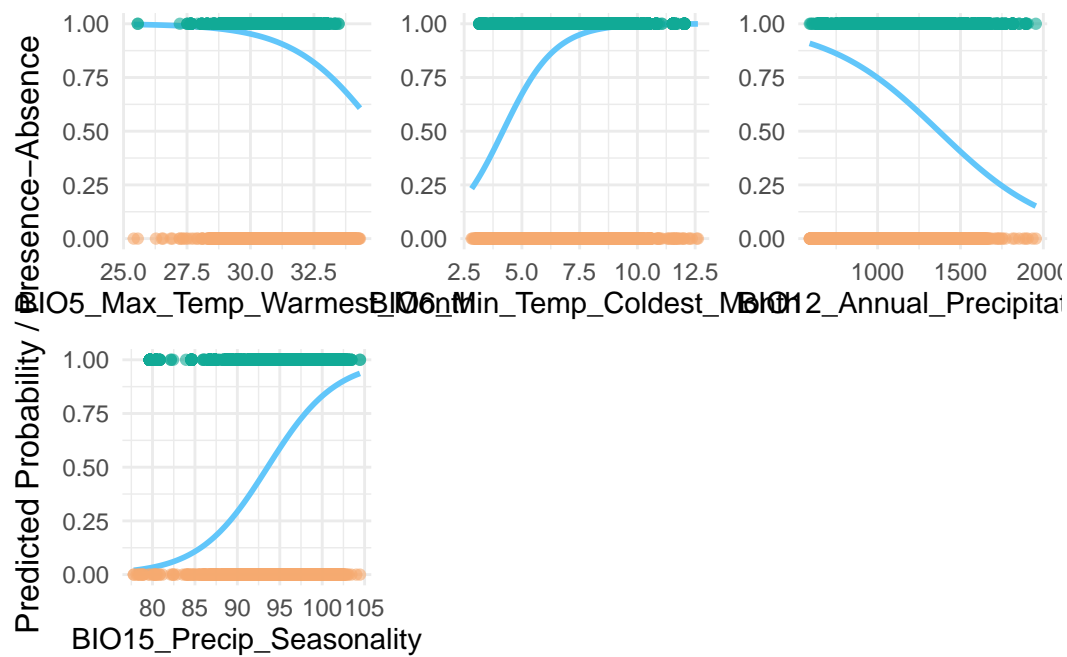 Predicted Probability / Presence–Absence
1.00 1.00 1.00
0.75 0.75 0.75
0.50 0.50 0.50
0.25 0.25 0.25
0.00 0.00 0.00
25.0 27.5 30.0 32.5 2.5 5.0 7.5 10.0 12.5 1000 1500 2000
BIO5_Max_Temp_Warmest_Month BIO6_Min_Temp_Coldest_Month BIO12_Annual_Precipitat
1.00
0.75
0.50
0.25
0.00
80 85 90 95 100 105
BIO15_Precip_Seasonality